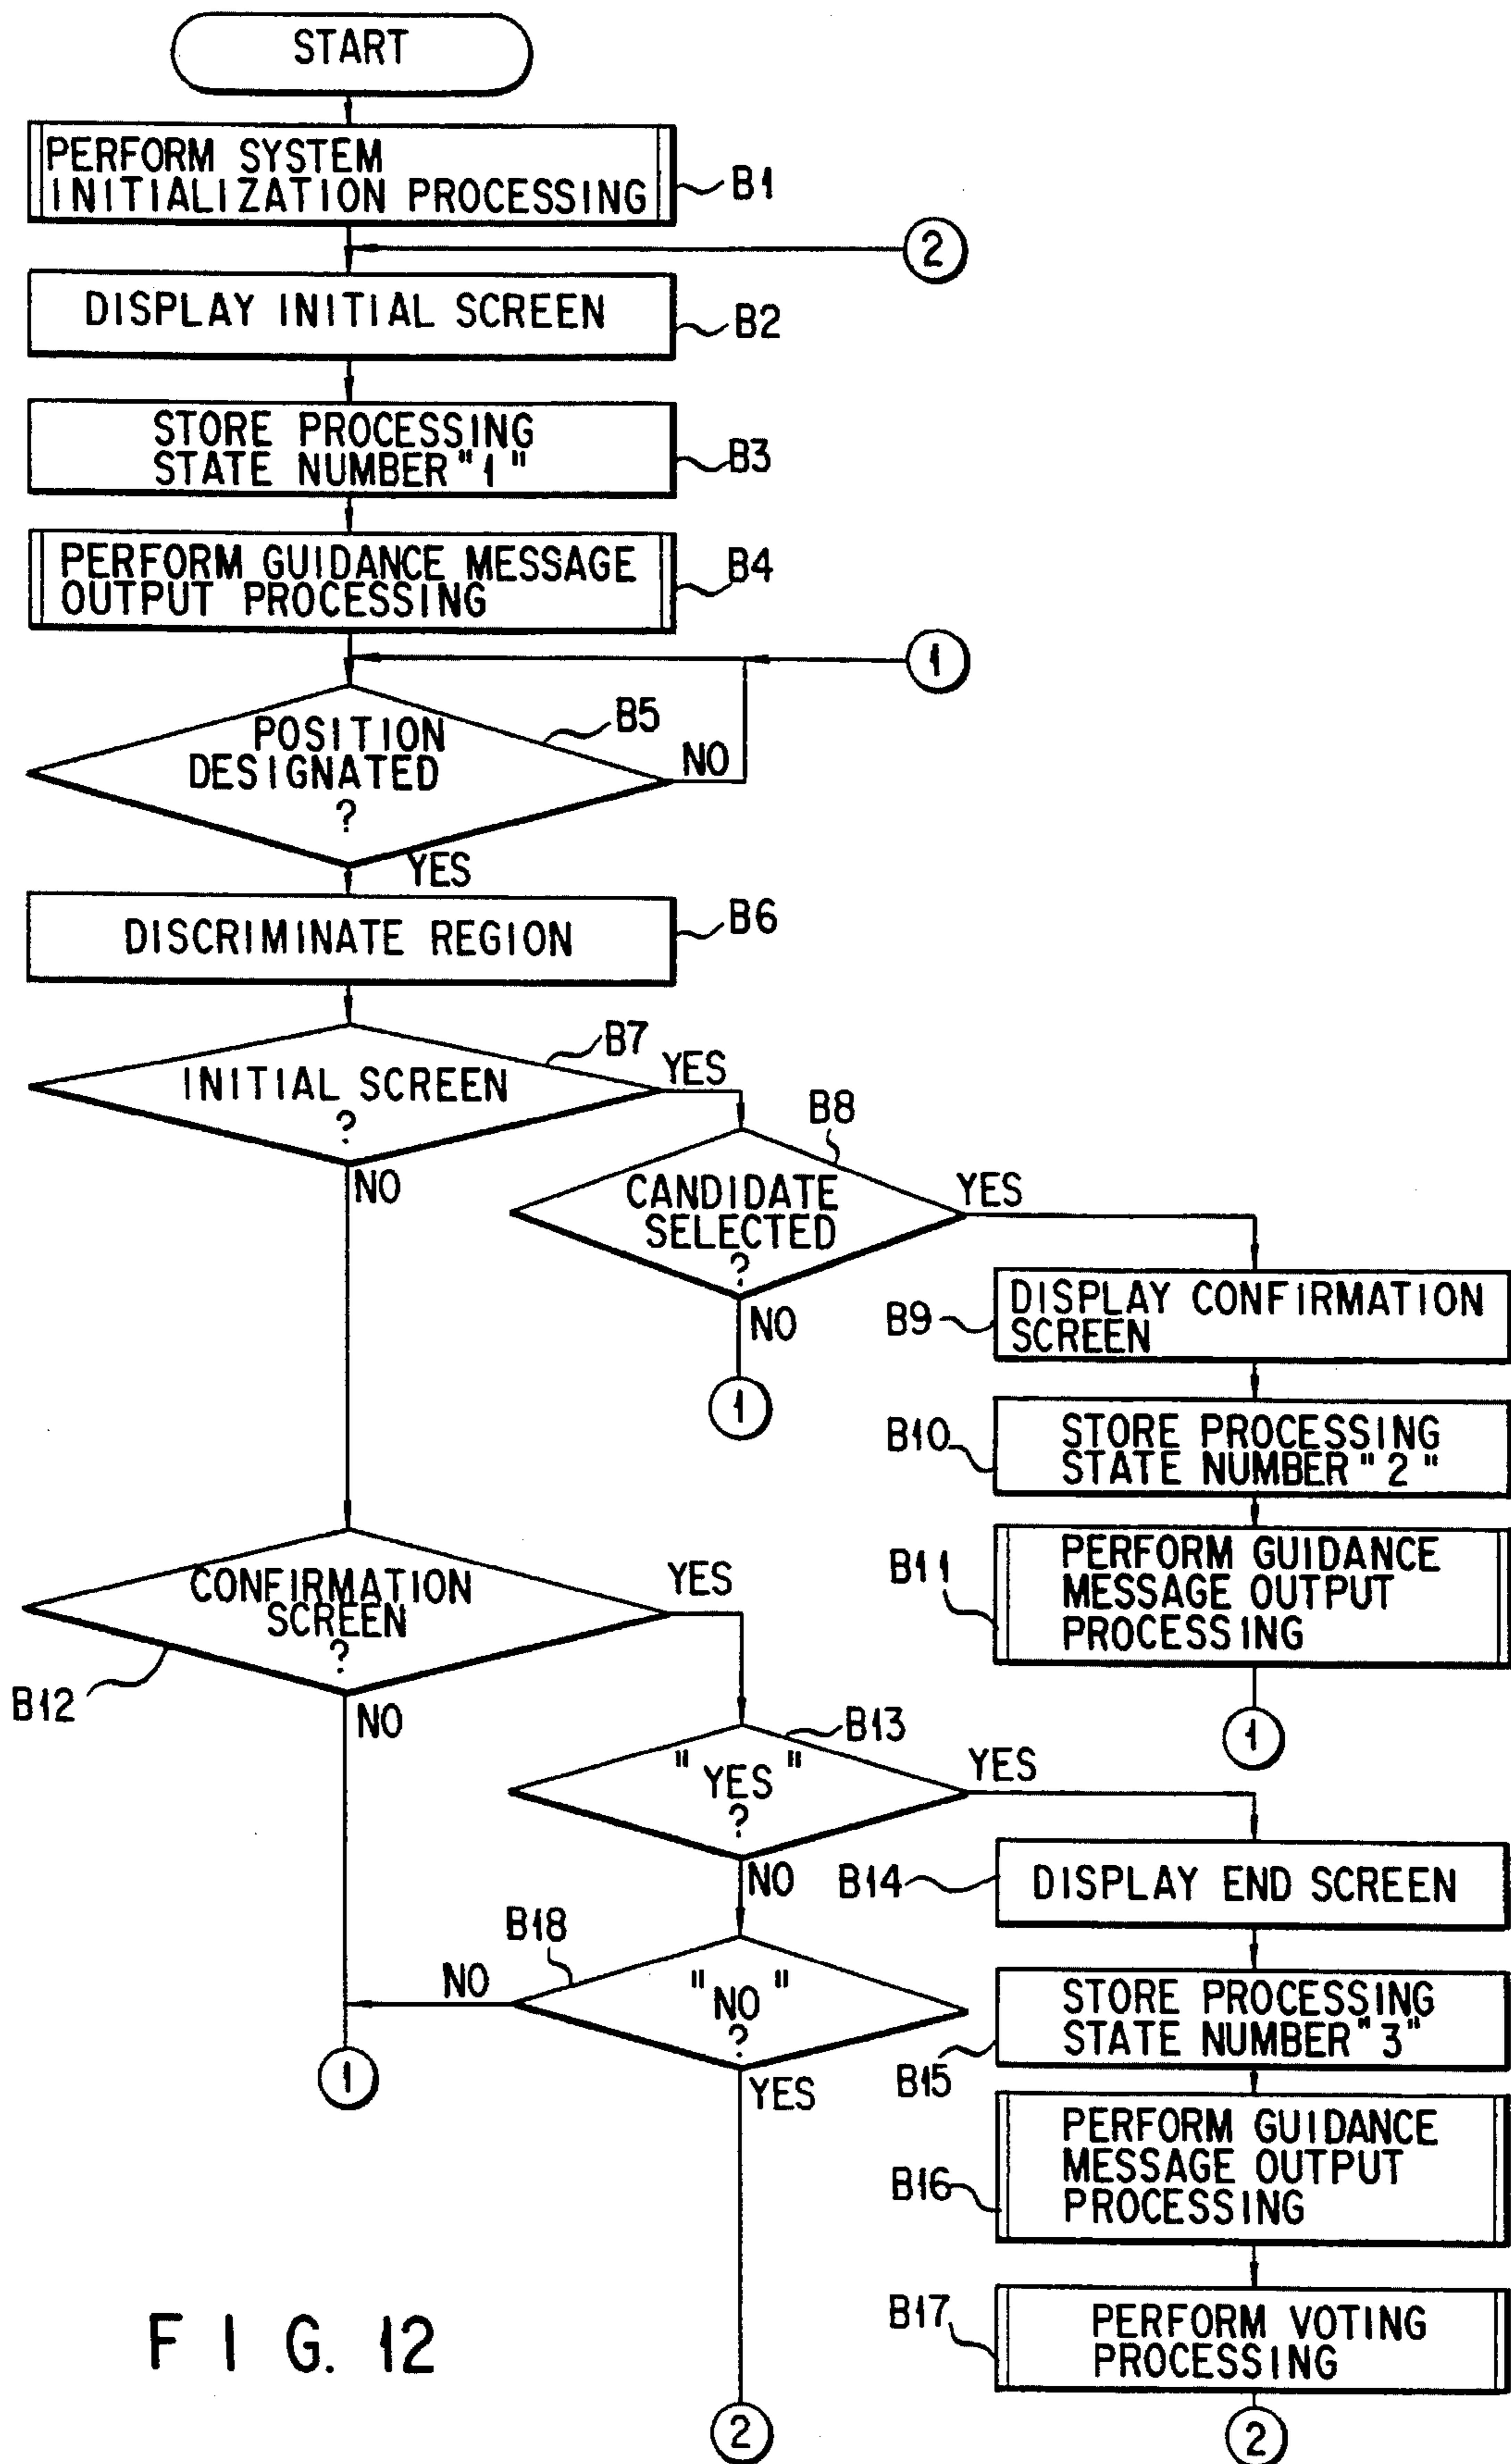 START
PERFORM SYSTEM
INITIALIZATION PROCESSING
B1
2
DISPLAY INITIAL SCREEN
B2
STORE PROCESSING
STATE NUMBER "1"
B3
PERFORM GUIDANCE MESSAGE
OUTPUT PROCESSING
B4
1
POSITION
DESIGNATED
?
B5
NO
YES
DISCRIMINATE REGION
B6
INITIAL SCREEN
?
B7
YES
NO
CANDIDATE
SELECTED
?
B8
YES
NO
1
DISPLAY CONFIRMATION
SCREEN
B9
STORE PROCESSING
STATE NUMBER "2"
B10
PERFORM GUIDANCE
MESSAGE OUTPUT
PROCESSING
B11
1
CONFIRMATION
SCREEN
?
B12
YES
NO
"YES"
?
B13
YES
NO
DISPLAY END SCREEN
B14
"NO"
?
B18
NO
YES
1
STORE PROCESSING
STATE NUMBER "3"
B15
PERFORM GUIDANCE
MESSAGE OUTPUT
PROCESSING
B16
PERFORM VOTING
PROCESSING
B17
2
2
FIG. 12